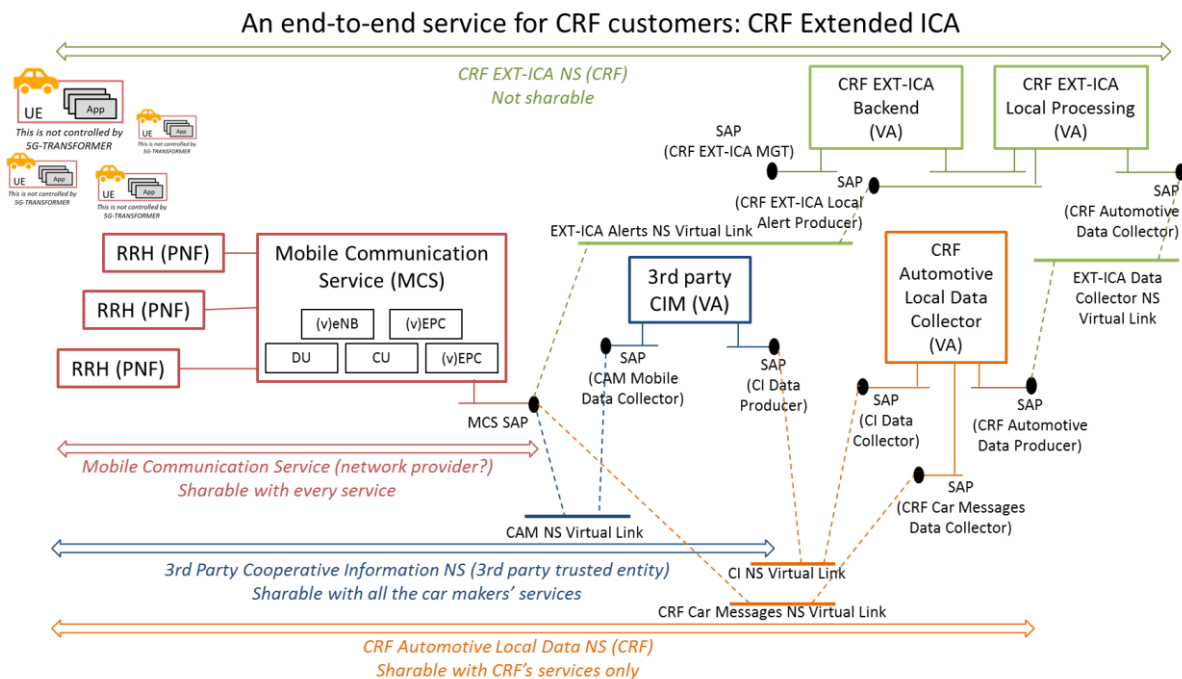 An end-to-end service for CRF customers: CRF Extended ICA
CRF EXT-ICA NS (CRF)
Not sharable
UE
App
This is not controlled by
5G-TRANSFORMER
UE
App
This is not controlled by
5G-TRANSFORMER
UE
App
This is not controlled by
5G-TRANSFORMER
UE
App
This is not controlled by
5G-TRANSFORMER
CRF EXT-ICA
Backend
(VA)
CRF EXT-ICA
Local Processing
(VA)
SAP
(CRF EXT-ICA MGT)
SAP
(CRF EXT-ICA Local
Alert Producer)
SAP
(CRF Automotive
Data Collector)
EXT-ICA Alerts NS Virtual Link
EXT-ICA Data
Collector NS
Virtual Link
RRH (PNF)
RRH (PNF)
RRH (PNF)
Mobile Communication
Service (MCS)
(v)eNB
(v)EPC
DU
CU
(v)EPC
MCS SAP
3rd party
CIM (VA)
SAP
(CAM Mobile
Data Collector)
SAP
(CI Data
Producer)
CRF
Automotive
Local Data
Collector
(VA)
SAP
(CI Data
Collector)
SAP
(CRF Automotive
Data Producer)
SAP
(CRF Car Messages
Data Collector)
Mobile Communication Service (network provider?)
Sharable with every service
CAM NS Virtual Link
3rd Party Cooperative Information NS (3rd party trusted entity)
Sharable with all the car makers' services
CI NS Virtual Link
CRF Car Messages NS Virtual Link
CRF Automotive Local Data NS (CRF)
Sharable with CRF's services only